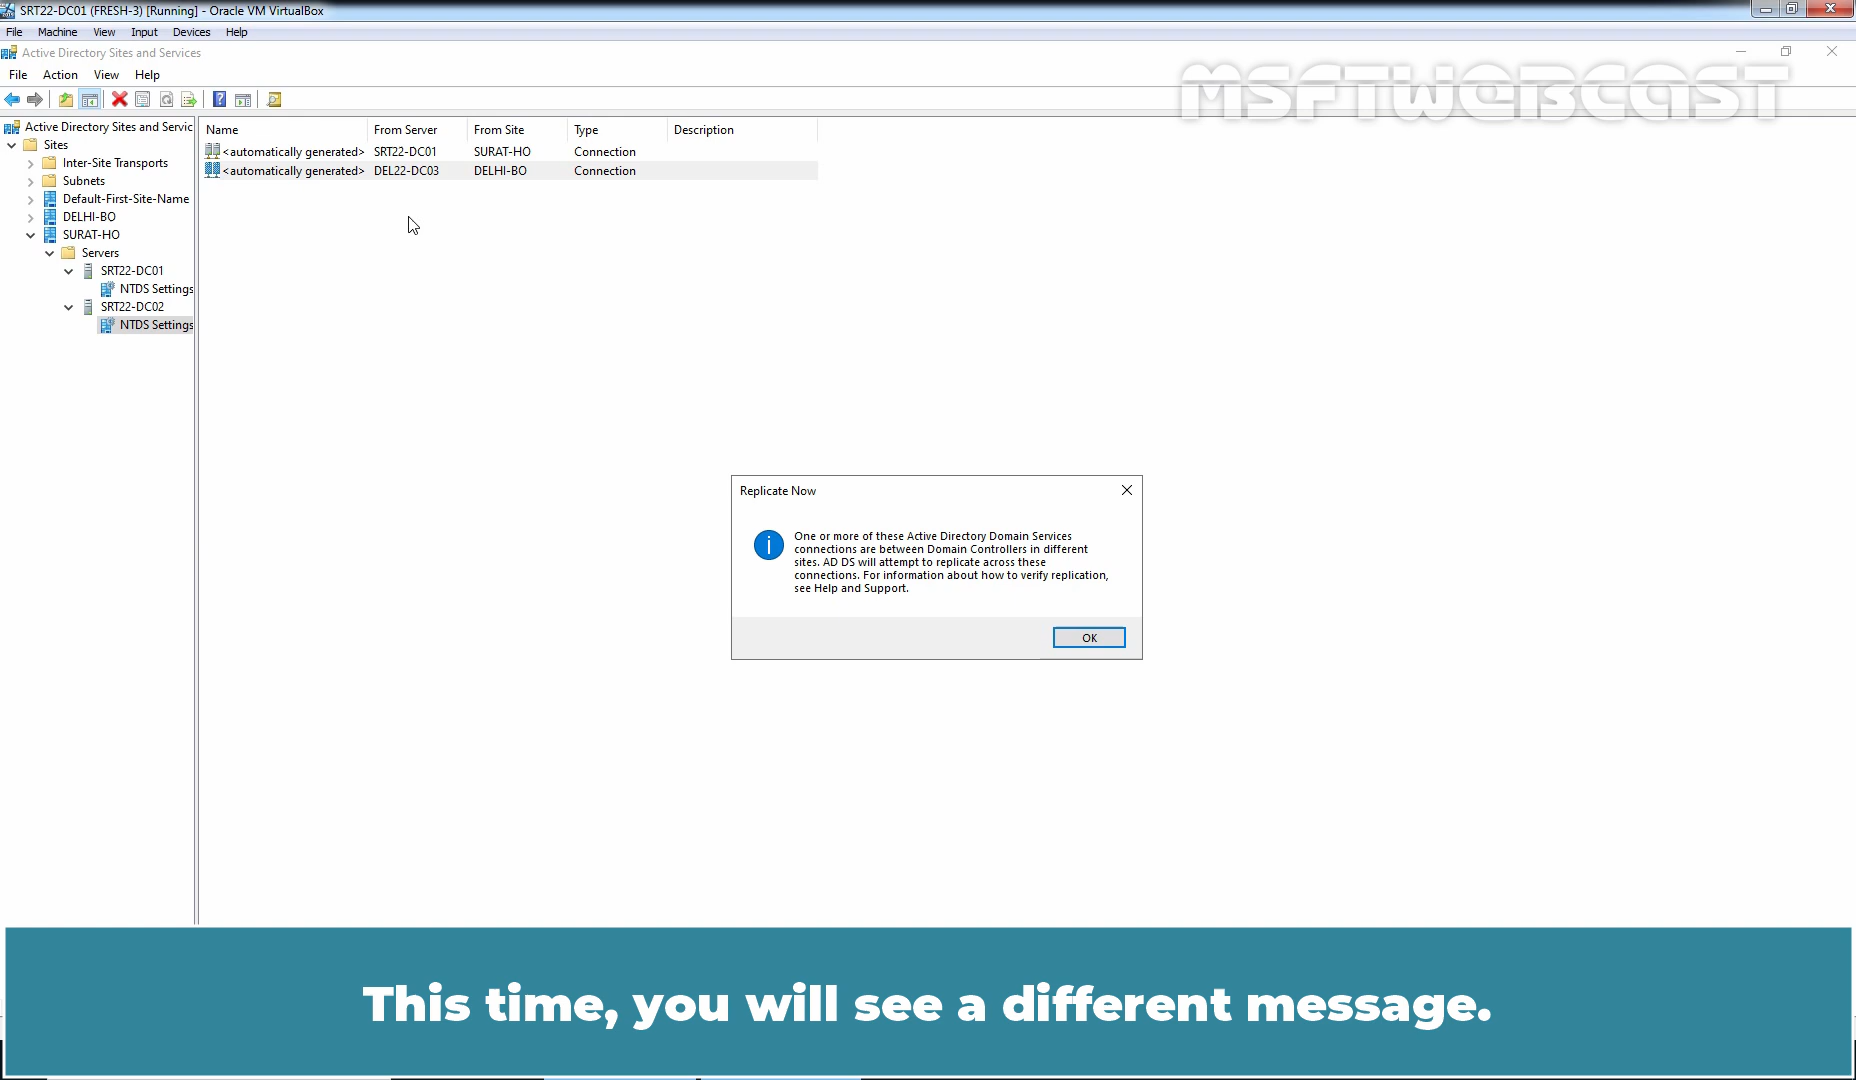 SRT22-DC01 (FRESH-3) [Running] - Oracle VM VirtualBox
File Machine View Input Devices Help
Active Directory Sites and Services
File Action View Help
MSFTWEBCAST
Active Directory Sites and Servic
Sites
Inter-Site Transports
Subnets
Default-First-Site-Name
DELHI-BO
SURAT-HO
Servers
SRT22-DC01
NTDS Settings
SRT22-DC02
NTDS Settings
Name From Server From Site Type Description
<automatically generated> SRT22-DC01 SURAT-HO Connection
<automatically generated> DEL22-DC03 DELHI-BO Connection
Replicate Now
One or more of these Active Directory Domain Services
connections are between Domain Controllers in different
sites. AD DS will attempt to replicate across these
connections. For information about how to verify replication,
see Help and Support.
OK
This time, you will see a different message.